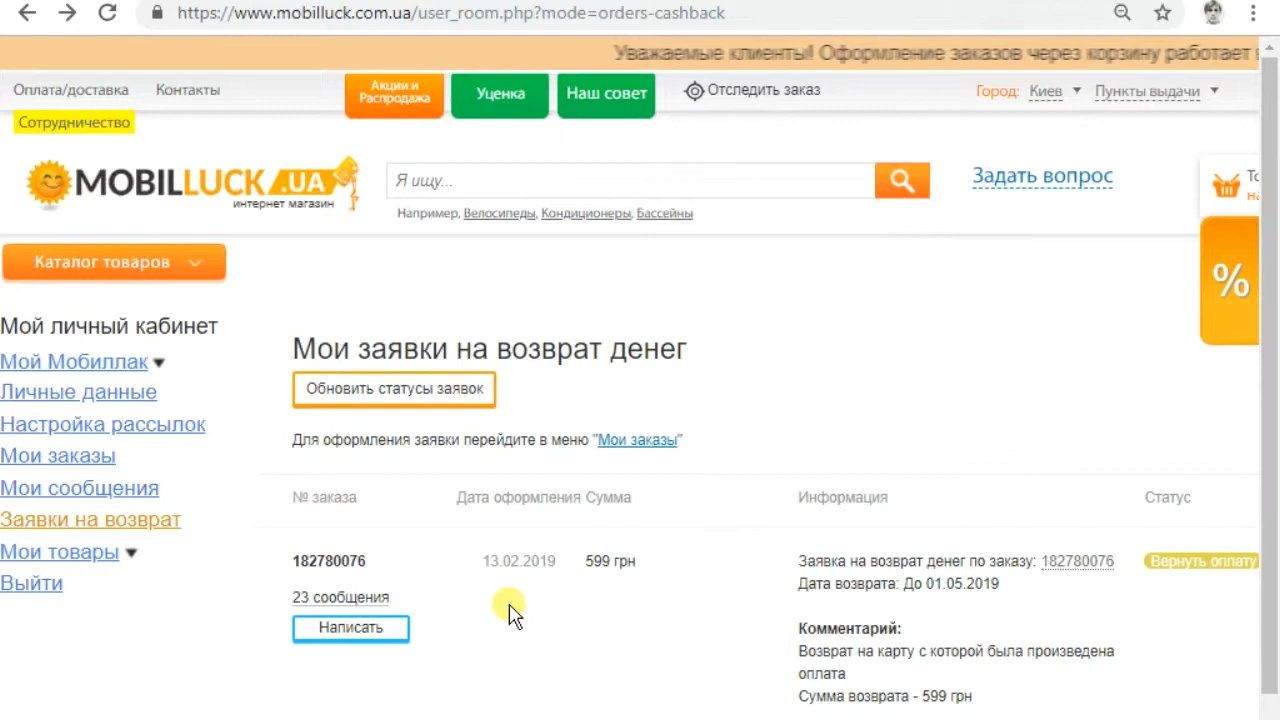 https://www.mobilluck.com.ua/user_room.php?mode=orders-cashback
Уважаемые клиенты! Оформление заказов через корзину работает
Оплата/доставка Контакты Акции и Распродажа Уценка Наш совет Отследить заказ Город: Киев Пункты выдачи
Сотрудничество
MOBILLUCK.UA
интернет магазин
Я ищу... Задать вопрос
Например, Велосипеды, Кондиционеры, Бассейны
Каталог товаров
%
Мой личный кабинет
Мой Мобиллак
Личные данные
Настройка рассылок
Мои заказы
Мои сообщения
Заявки на возврат
Мои товары
Выйти
Мои заявки на возврат денег
Обновить статусы заявок
Для оформления заявки перейдите в меню "Мои заказы"
№ заказа Дата оформления Сумма Информация Статус
182780076 13.02.2019 599 грн Заявка на возврат денег по заказу: 182780076 Вернуть оплату
Дата возврата: До 01.05.2019
23 сообщения
Написать
Комментарий:
Возврат на карту с которой была произведена
оплата
Сумма возврата - 599 грн